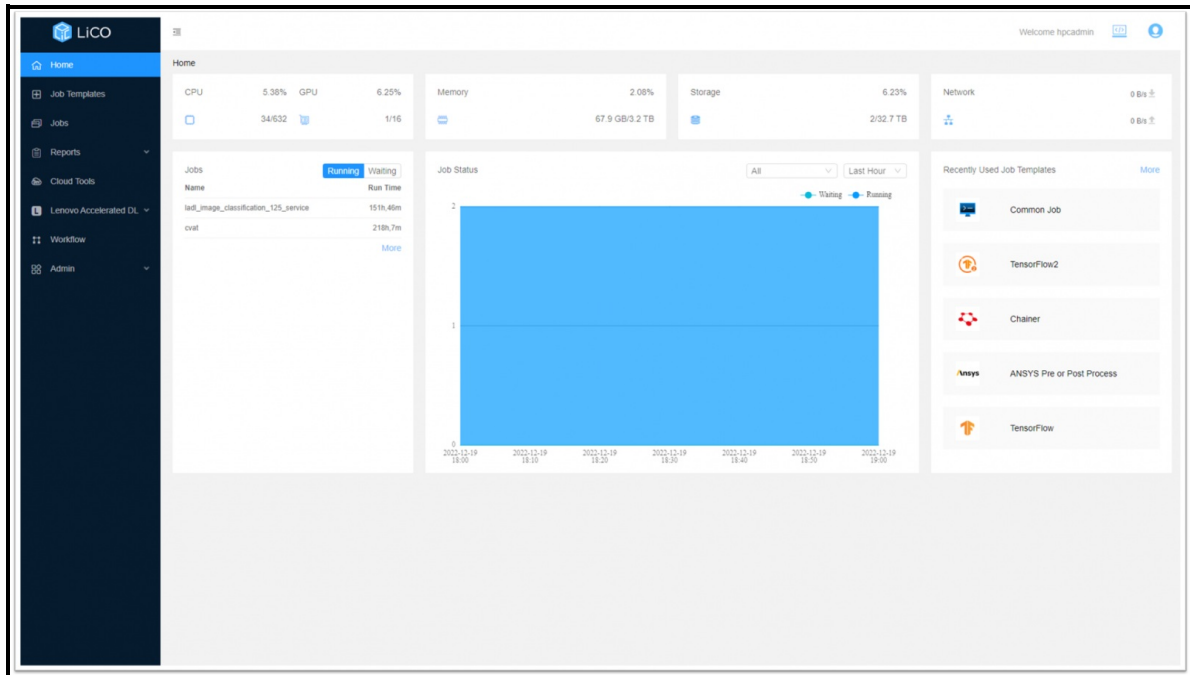 LiCO
Welcome hpcadmin
Home
Job Templates
Jobs
Reports
Cloud Tools
L Lenovo Accelerated DL
Workflow
Admin
Home
CPU 5.38% GPU 6.25%
34/632 1/16
Memory 2.08%
67.9 GB/3.2 TB
Storage 6.23%
2/32.7 TB
Network 0 B/s
0 B/s
Jobs Running Waiting
Name Run Time
ladl_image_classification_125_service 151h,46m
cvat 218h,7m
More
Job Status All Last Hour
Waiting Running
2
1
0
2022-12-19 2022-12-19 2022-12-19 2022-12-19 2022-12-19 2022-12-19 2022-12-19
18:00 18:10 18:20 18:30 18:40 18:50 19:00
Recently Used Job Templates More
Common Job
TensorFlow2
Chainer
Ansys ANSYS Pre or Post Process
TensorFlow